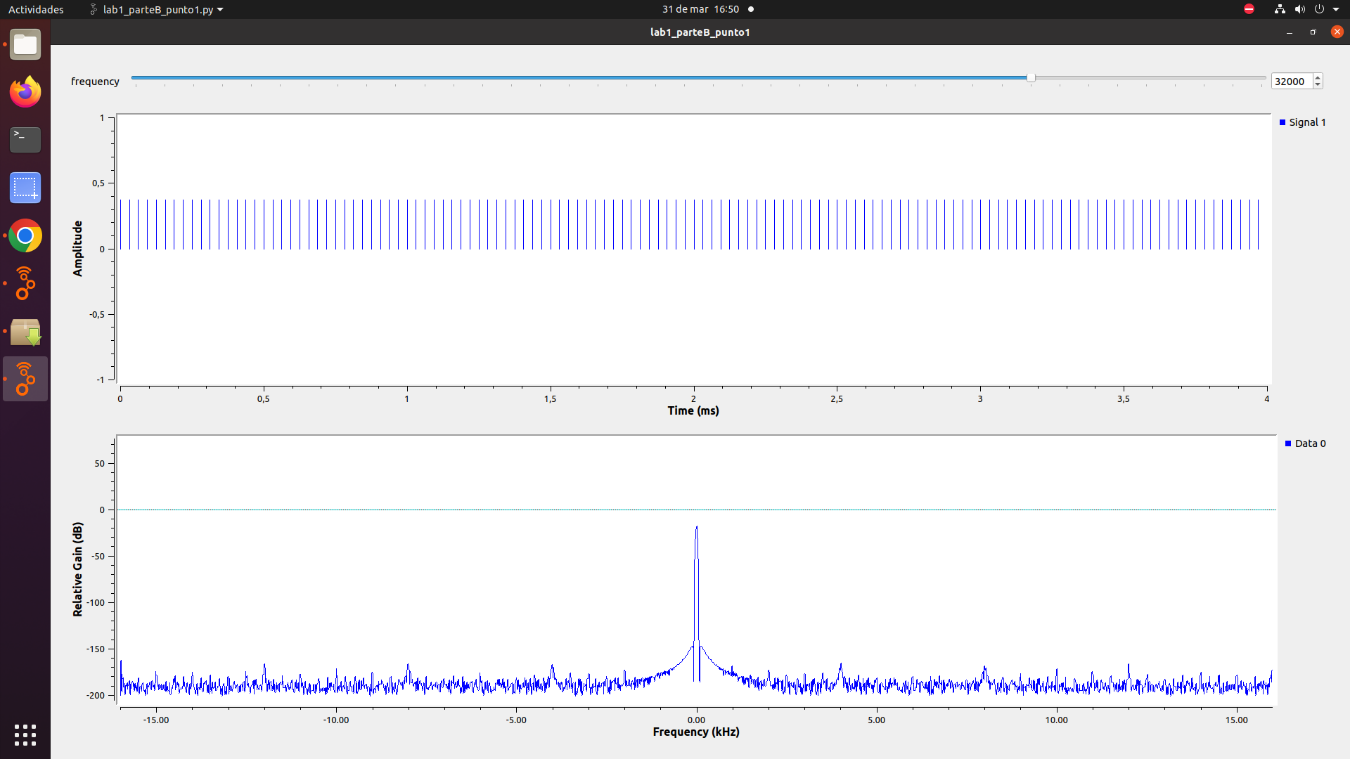 Actividades lab1_parteB_punto1.py 31 de mar 16:50
lab1_parteB_punto1
frequency 32000
Signal 1
1
0,5
0
-0,5
-1
Amplitude
0 0,5 1 1,5 2 2,5 3 3,5 4
Time (ms)
Data 0
50
0
-50
-100
-150
-200
Relative Gain (dB)
-15.00 -10.00 -5.00 0.00 5.00 10.00 15.00
Frequency (kHz)